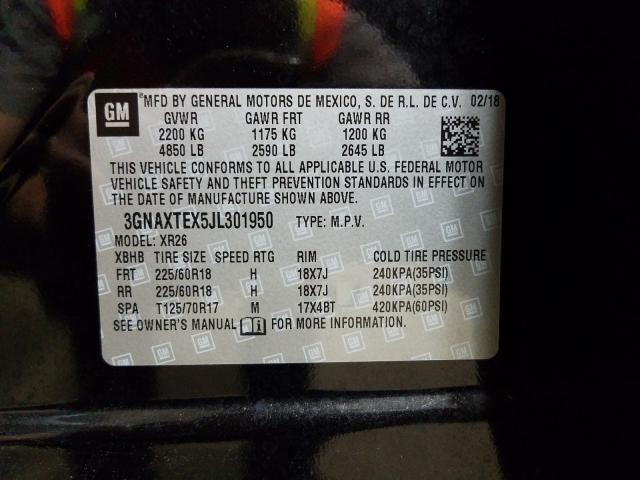 GM
MFD BY GENERAL MOTORS DE MEXICO, S. DE R.L. DE C.V. 02/18
GVWR GAWR FRT GAWR RR
2200 KG 1175 KG 1200 KG
4850 LB 2590 LB 2645 LB
THIS VEHICLE CONFORMS TO ALL APPLICABLE U.S. FEDERAL MOTOR
VEHICLE SAFETY AND THEFT PREVENTION STANDARDS IN EFFECT ON
THE DATE OF MANUFACTURE SHOWN ABOVE.
3GNAXTEX5JL301950 TYPE: M.P.V.
MODEL: XR26
XBHB TIRE SIZE SPEED RTG RIM COLD TIRE PRESSURE
FRT 225/60R18 H 18X7J 240KPA(35PSI)
RR 225/60R18 H 18X7J 240KPA(35PSI)
SPA T125/70R17 M 17X4BT 420KPA(60PSI)
SEE OWNER'S MANUAL FOR MORE INFORMATION.